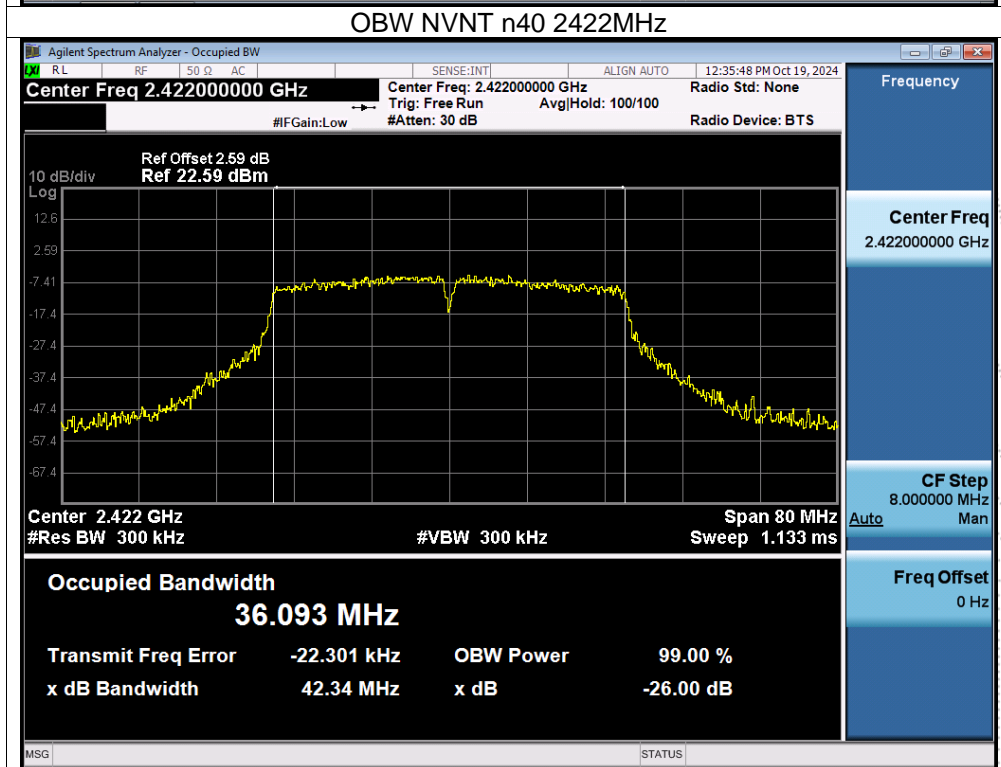 OBW NVNT n40 2422MHz
Agilent Spectrum Analyzer - Occupied BW
LXI RL RF 50 Ω AC SENSE:INT ALIGN AUTO 12:35:48 PM Oct 19, 2024
Center Freq 2.422000000 GHz
Center Freq: 2.422000000 GHz Radio Std: None
Trig: Free Run Avg|Hold: 100/100
#IFGain:Low #Atten: 30 dB Radio Device: BTS
Frequency
Ref Offset 2.59 dB
10 dB/div Ref 22.59 dBm
Log
12.6
2.59
-7.41
-17.4
-27.4
-37.4
-47.4
-57.4
-67.4
Center 2.422 GHz Span 80 MHz
#Res BW 300 kHz #VBW 300 kHz Sweep 1.133 ms
Center Freq
2.422000000 GHz
CF Step
8.000000 MHz
Auto Man
Freq Offset
0 Hz
Occupied Bandwidth
36.093 MHz
Transmit Freq Error -22.301 kHz OBW Power 99.00 %
x dB Bandwidth 42.34 MHz x dB -26.00 dB
MSG STATUS